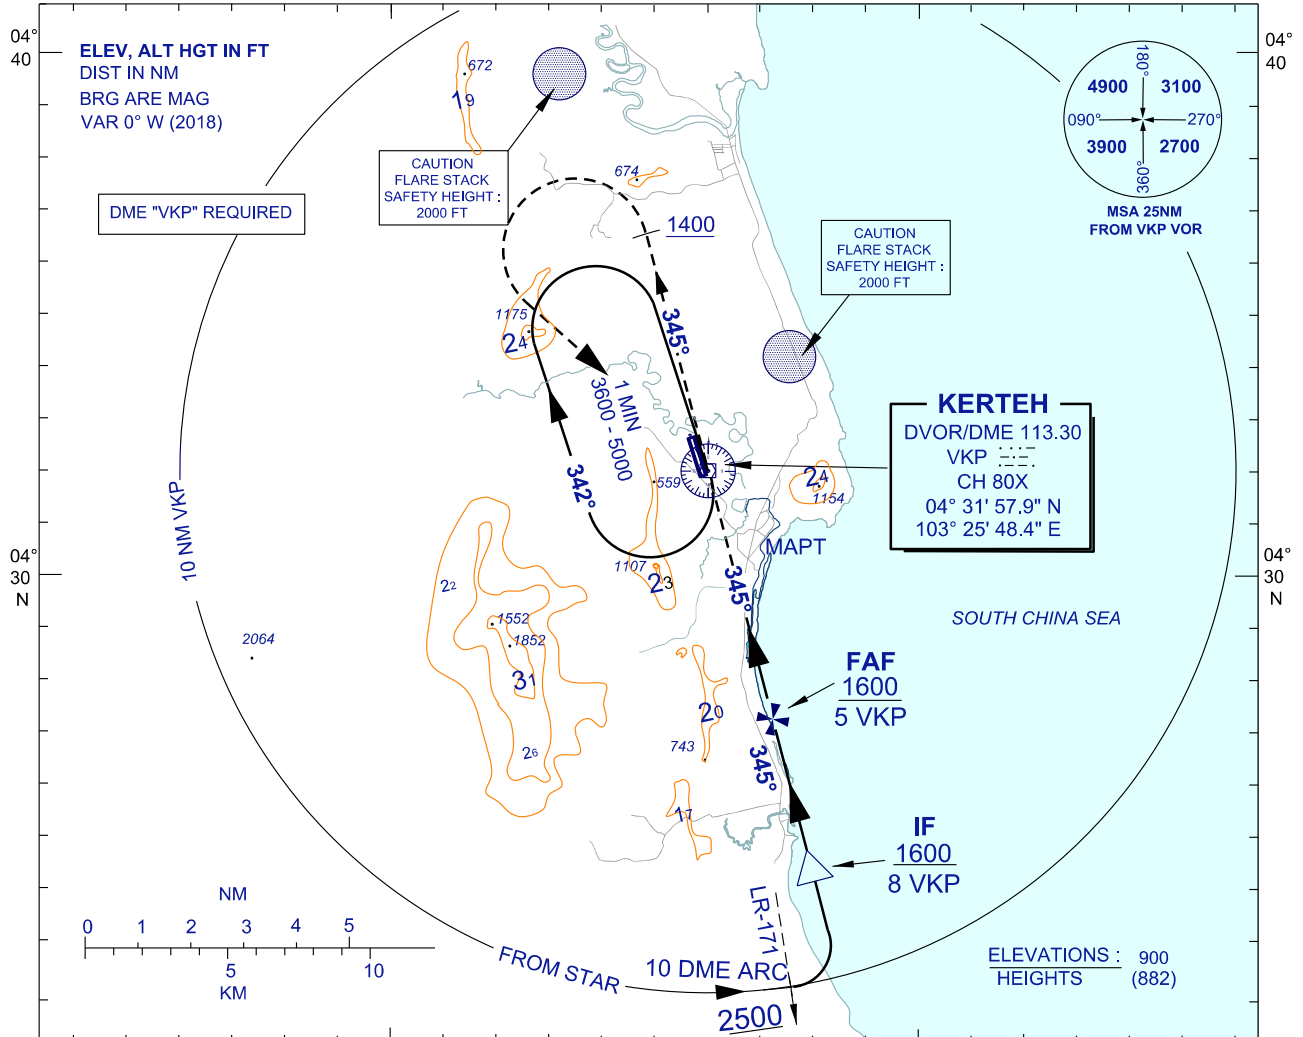 04°
40
ELEV, ALT HGT IN FT
DIST IN NM
BRG ARE MAG
VAR 0° W (2018)
672
19
CAUTION
FLARE STACK
SAFETY HEIGHT :
2000 FT
674
DME "VKP" REQUIRED
1400
CAUTION
FLARE STACK
SAFETY HEIGHT :
2000 FT
180°
4900
3100
090°
270°
3900
2700
360°
MSA 25NM
FROM VKP VOR
04°
40
1175
24
345°
1 MIN
3600 - 5000
342°
559
24
1154
KERTEH
DVOR/DME 113.30
VKP
CH 80X
04° 31' 57.9" N
103° 25' 48.4" E
10 NM VKP
04°
30
N
1107
23
MAPT
345°
04°
30
N
22
1552
1852
31
26
2064
SOUTH CHINA SEA
FAF
1600
5 VKP
20
743
345°
17
IF
1600
8 VKP
NM
0 1 2 3 4 5
5 10
KM
LR-171
FROM STAR
10 DME ARC
2500
ELEVATIONS : 900
HEIGHTS (882)